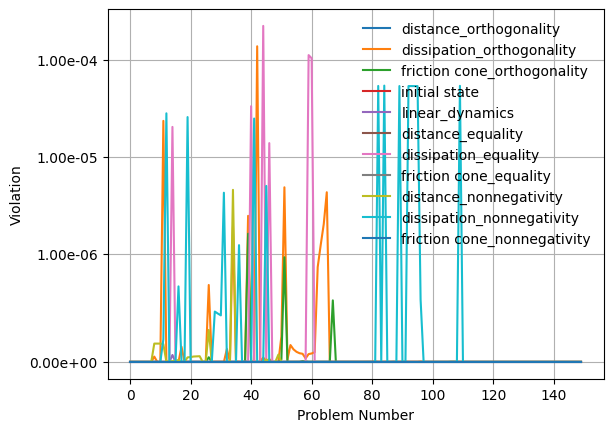 distance_orthogonality
dissipation_orthogonality
friction cone_orthogonality
initial state
linear_dynamics
distance_equality
dissipation_equality
friction cone_equality
distance_nonnegativity
dissipation_nonnegativity
friction cone_nonnegativity
1.00e-04
1.00e-05
1.00e-06
0.00e+00
Violation
0 20 40 60 80 100 120 140
Problem Number